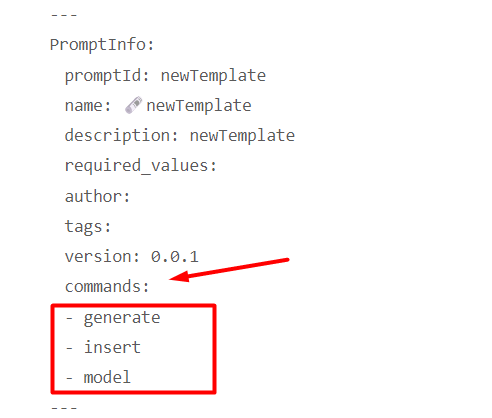 ---
PromptInfo:
promptId: newTemplate
name: 🗞️newTemplate
description: newTemplate
required_values:
author:
tags:
version: 0.0.1
commands:
- generate
- insert
- model
---